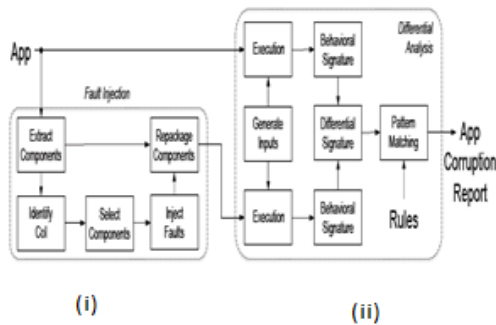 Differential
Analysis
App
Execution
Behavioral
Signature
Fault Injection
Extract
Components
Repackage
Components
Generate
Inputs
Differential
Signature
Pattern
Matching
App
Corruption
Report
Identify
CoI
Select
Components
Inject
Faults
Execution
Behavioral
Signature
Rules
(i)
(ii)